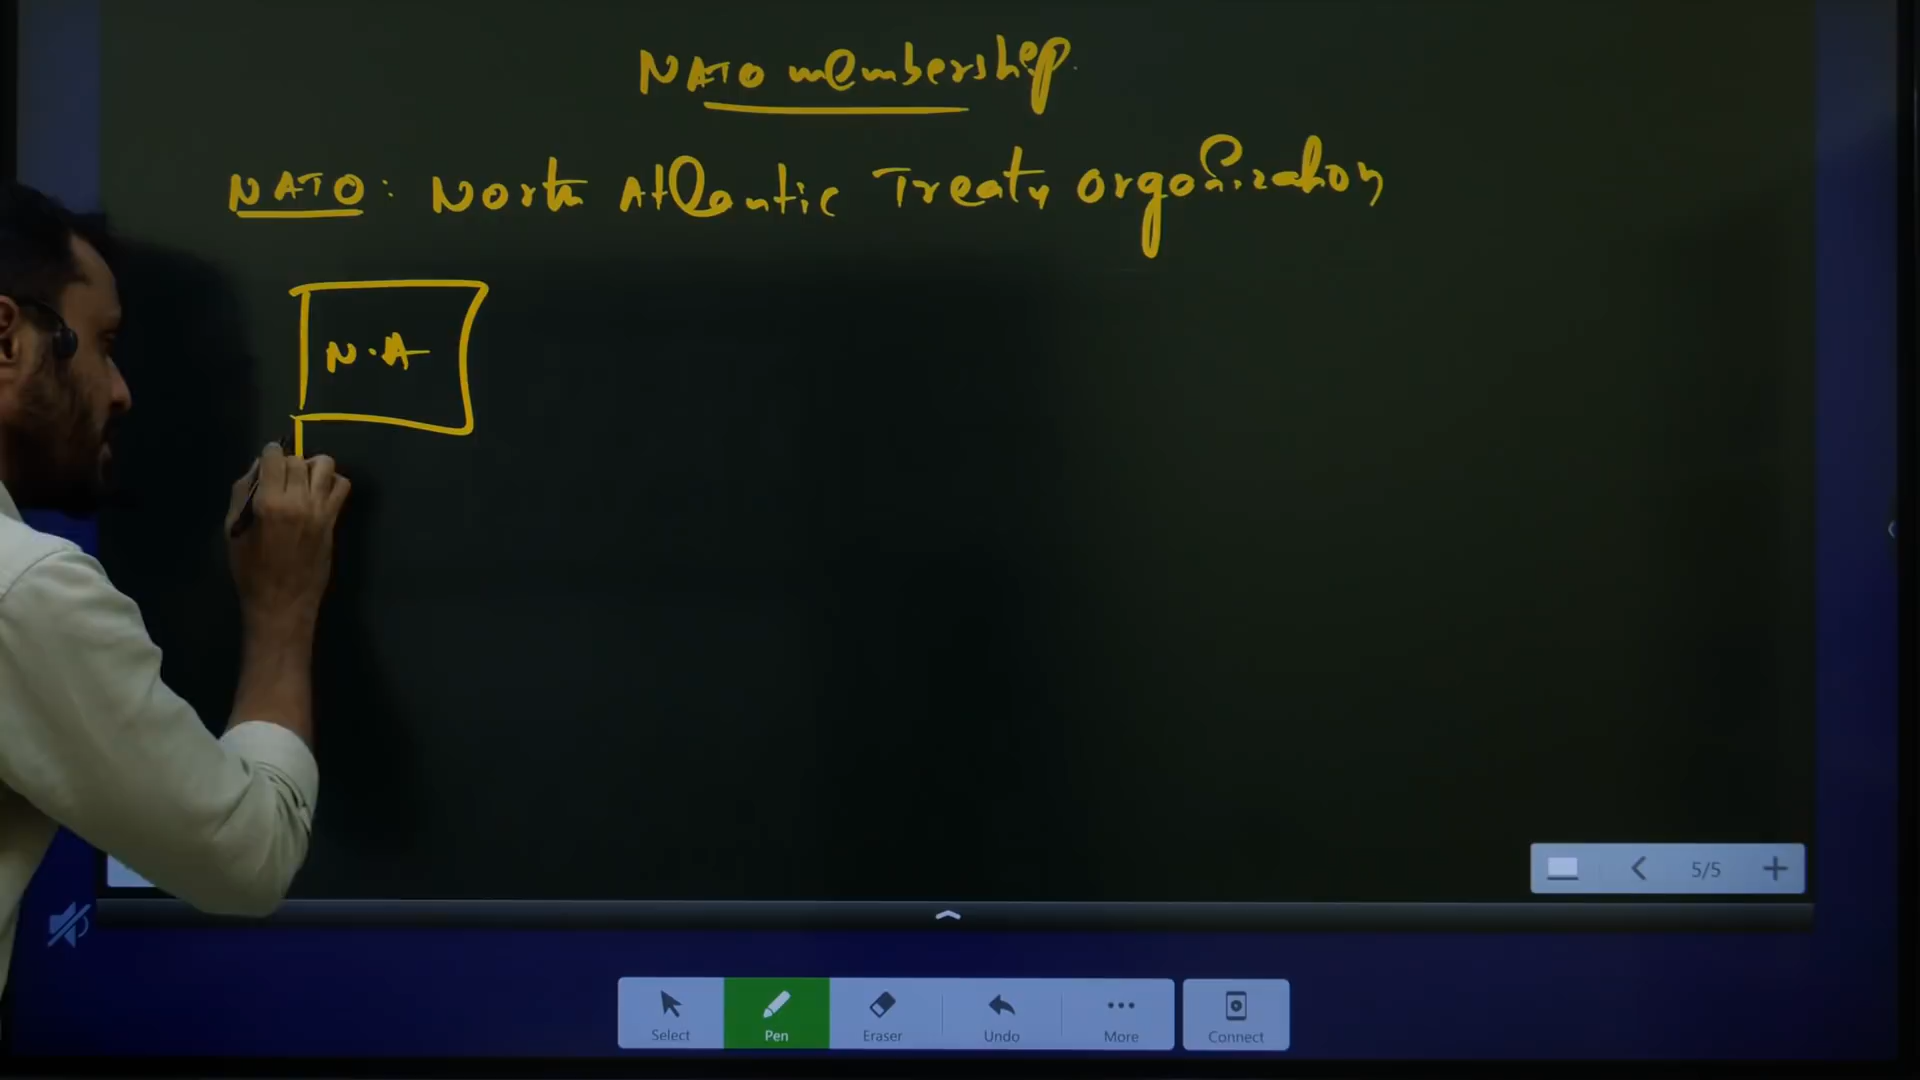 NATO membership.
NATO: North Atlantic Treaty Organization
N.A
5/5
Select Pen Eraser Undo More Connect